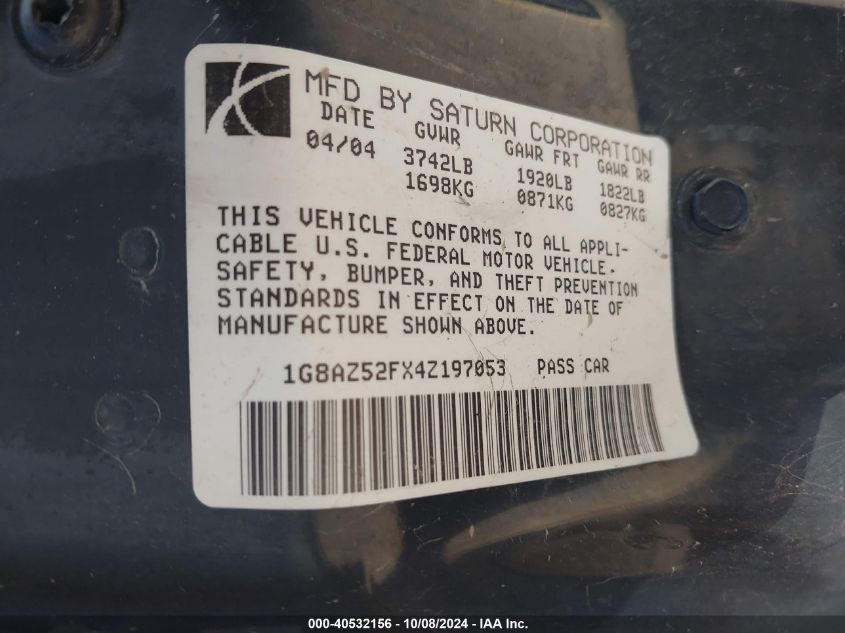 MFD BY SATURN CORPORATION
DATE GVWR GAWR FRT GAWR RR
04/04 3742LB 1920LB 1822LB
1698KG 0871KG 0827KG
THIS VEHICLE CONFORMS TO ALL APPLI-
CABLE U.S. FEDERAL MOTOR VEHICLE.
SAFETY, BUMPER, AND THEFT PREVENTION
STANDARDS IN EFFECT ON THE DATE OF
MANUFACTURE SHOWN ABOVE.
1G8AZ52FX4Z197053 PASS CAR
000-40532156 - 10/08/2024 - © IAA Inc.